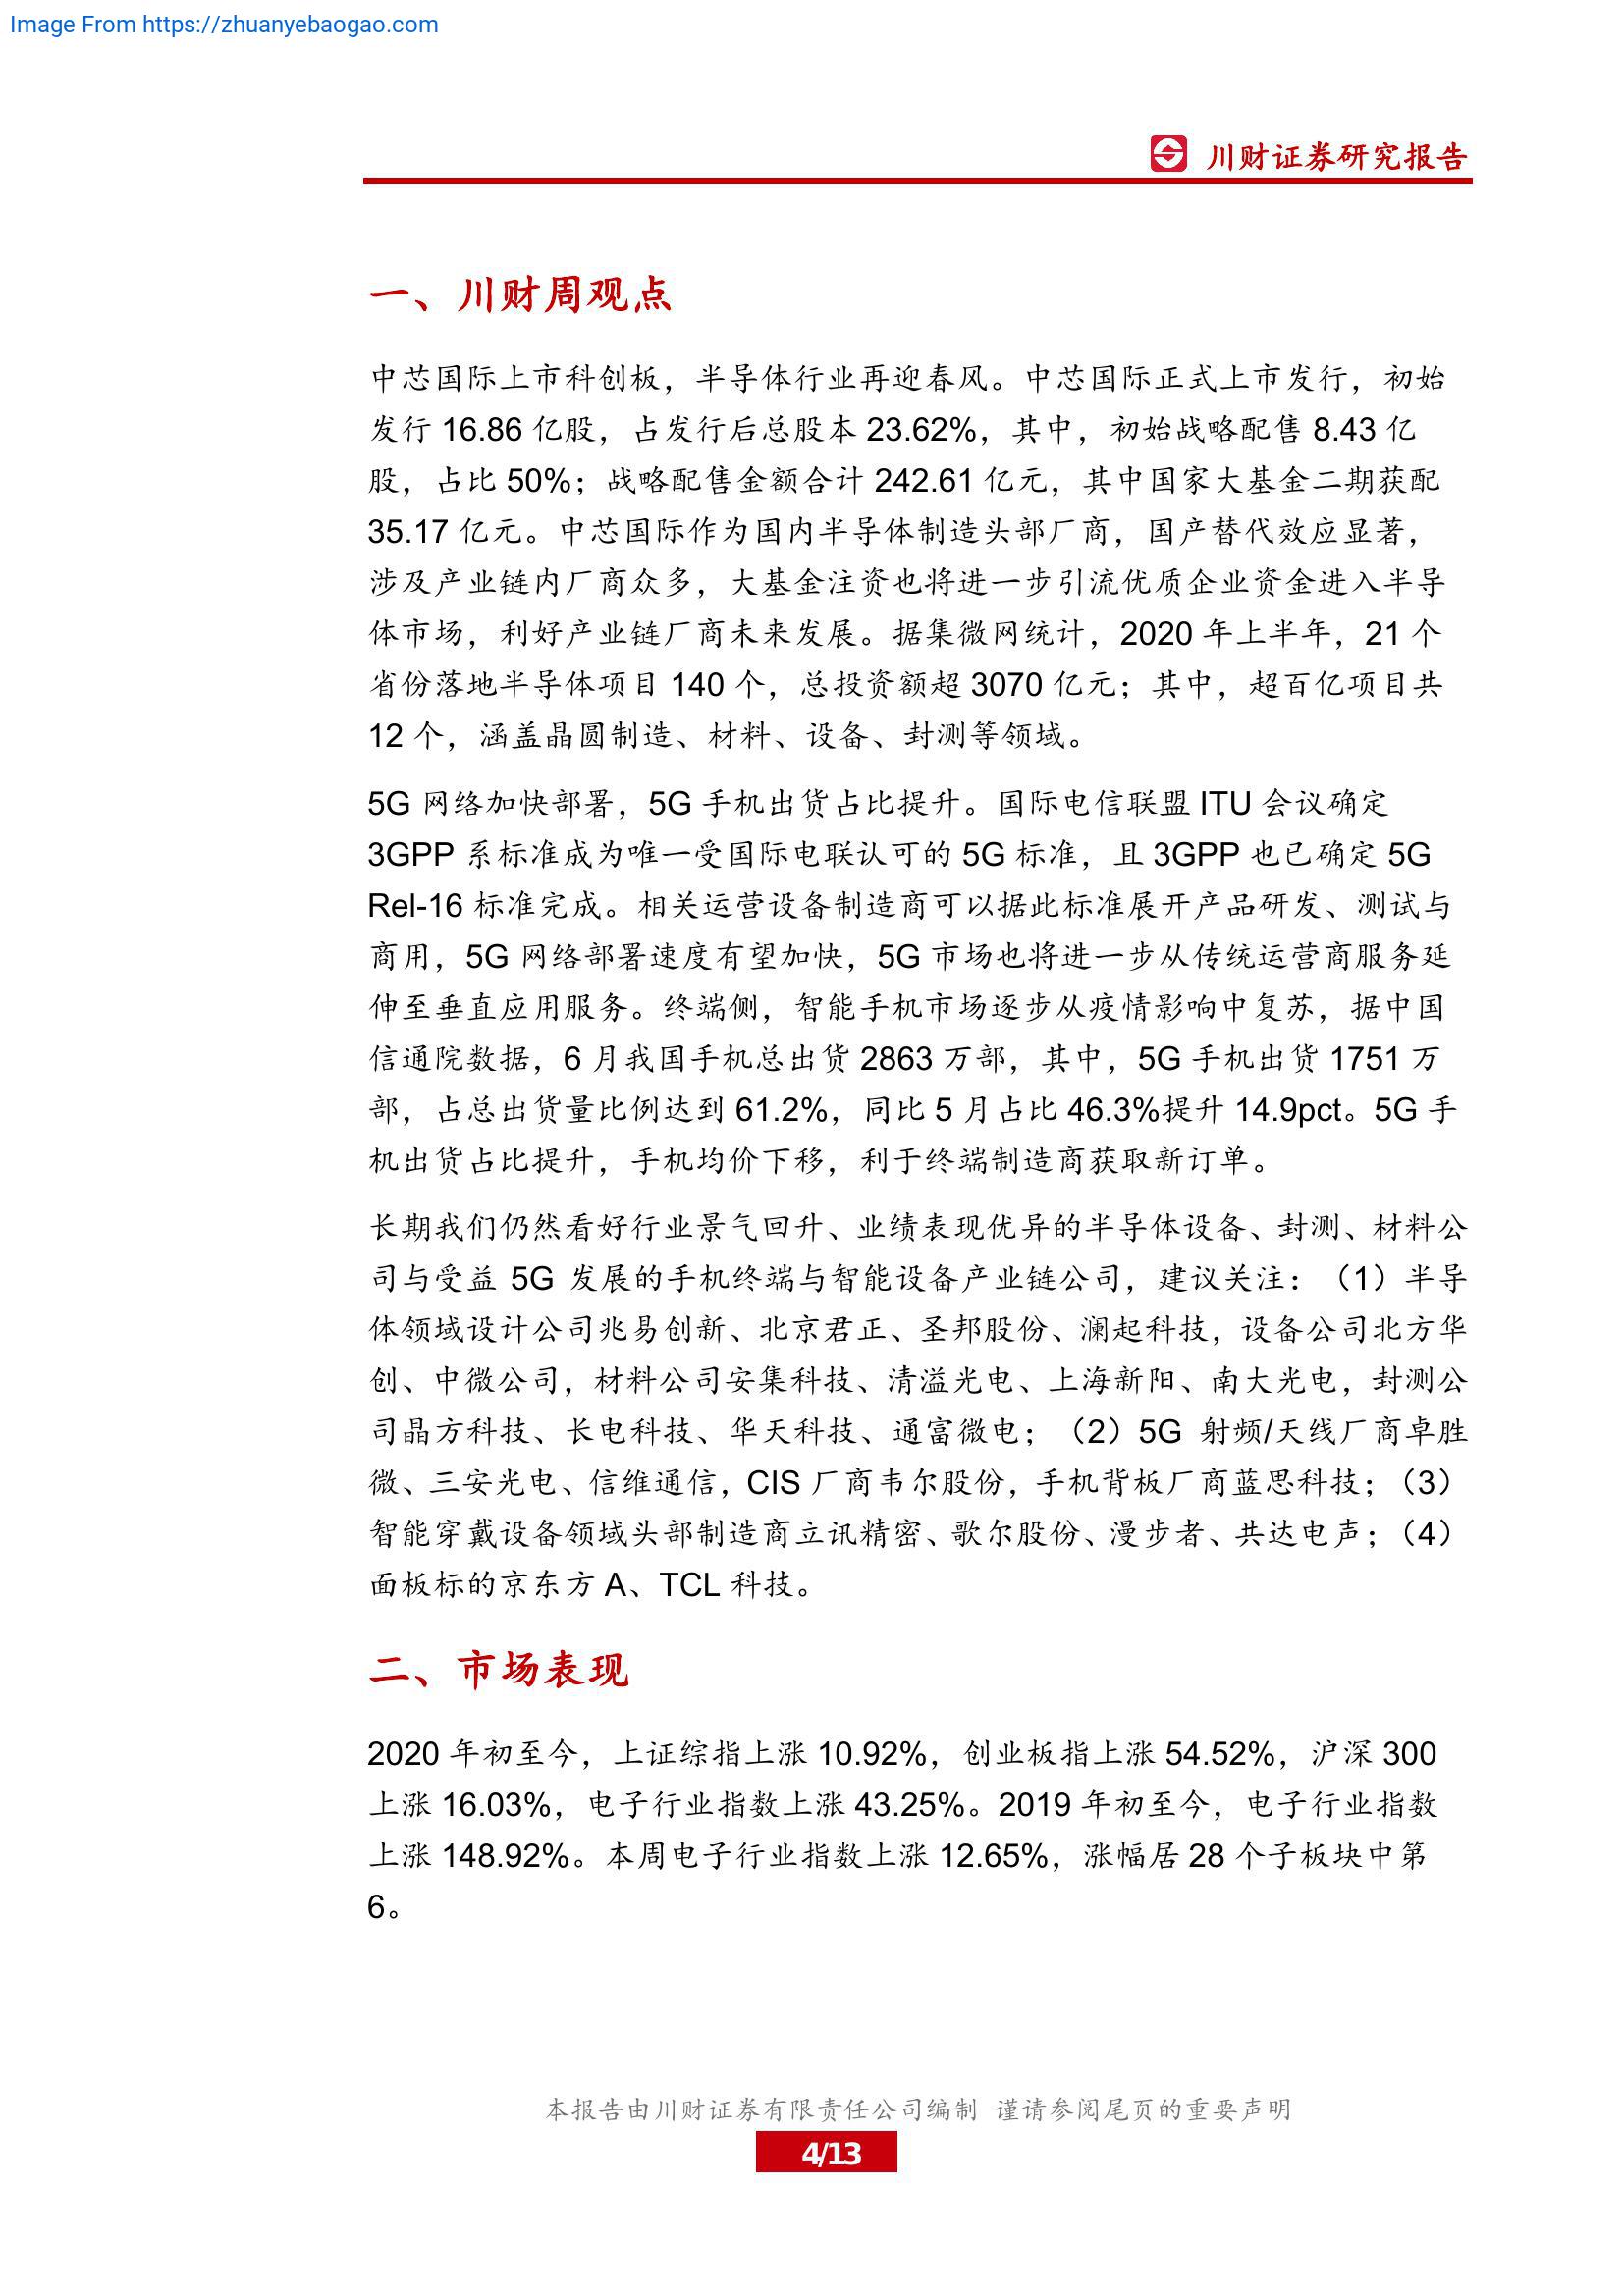 Image From https://zhuanyebaogao.com
川财证券研究报告
一、川财周观点
中芯国际上市科创板，半导体行业再迎春风。中芯国际正式上市发行，初始
发行 16.86 亿股，占发行后总股本 23.62%，其中，初始战略配售 8.43 亿
股，占比 50%；战略配售金额合计 242.61 亿元，其中国家大基金二期获配
35.17 亿元。中芯国际作为国内半导体制造头部厂商，国产替代效应显著，
涉及产业链内厂商众多，大基金注资也将进一步引流优质企业资金进入半导
体市场，利好产业链厂商未来发展。据集微网统计，2020 年上半年，21 个
省份落地半导体项目 140 个，总投资额超 3070 亿元；其中，超百亿项目共
12 个，涵盖晶圆制造、材料、设备、封测等领域。
5G 网络加快部署，5G 手机出货占比提升。国际电信联盟 ITU 会议确定
3GPP 系标准成为唯一受国际电联认可的 5G 标准，且 3GPP 也已确定 5G
Rel-16 标准完成。相关运营设备制造商可以据此标准展开产品研发、测试与
商用，5G 网络部署速度有望加快，5G 市场也将进一步从传统运营商服务延
伸至垂直应用服务。终端侧，智能手机市场逐步从疫情影响中复苏，据中国
信通院数据，6 月我国手机总出货 2863 万部，其中，5G 手机出货 1751 万
部，占总出货量比例达到 61.2%，同比 5 月占比 46.3%提升 14.9pct。5G 手
机出货占比提升，手机均价下移，利于终端制造商获取新订单。
长期我们仍然看好行业景气回升、业绩表现优异的半导体设备、封测、材料公
司与受益 5G 发展的手机终端与智能设备产业链公司，建议关注：（1）半导
体领域设计公司兆易创新、北京君正、圣邦股份、澜起科技，设备公司北方华
创、中微公司，材料公司安集科技、清溢光电、上海新阳、南大光电，封测公
司晶方科技、长电科技、华天科技、通富微电；（2）5G 射频/天线厂商卓胜
微、三安光电、信维通信，CIS 厂商韦尔股份，手机背板厂商蓝思科技；（3）
智能穿戴设备领域头部制造商立讯精密、歌尔股份、漫步者、共达电声；（4）
面板标的京东方 A、TCL 科技。
二、市场表现
2020 年初至今，上证综指上涨 10.92%，创业板指上涨 54.52%，沪深 300
上涨 16.03%，电子行业指数上涨 43.25%。2019 年初至今，电子行业指数
上涨 148.92%。本周电子行业指数上涨 12.65%，涨幅居 28 个子板块中第
6。
本报告由川财证券有限责任公司编制 谨请参阅尾页的重要声明
4/13